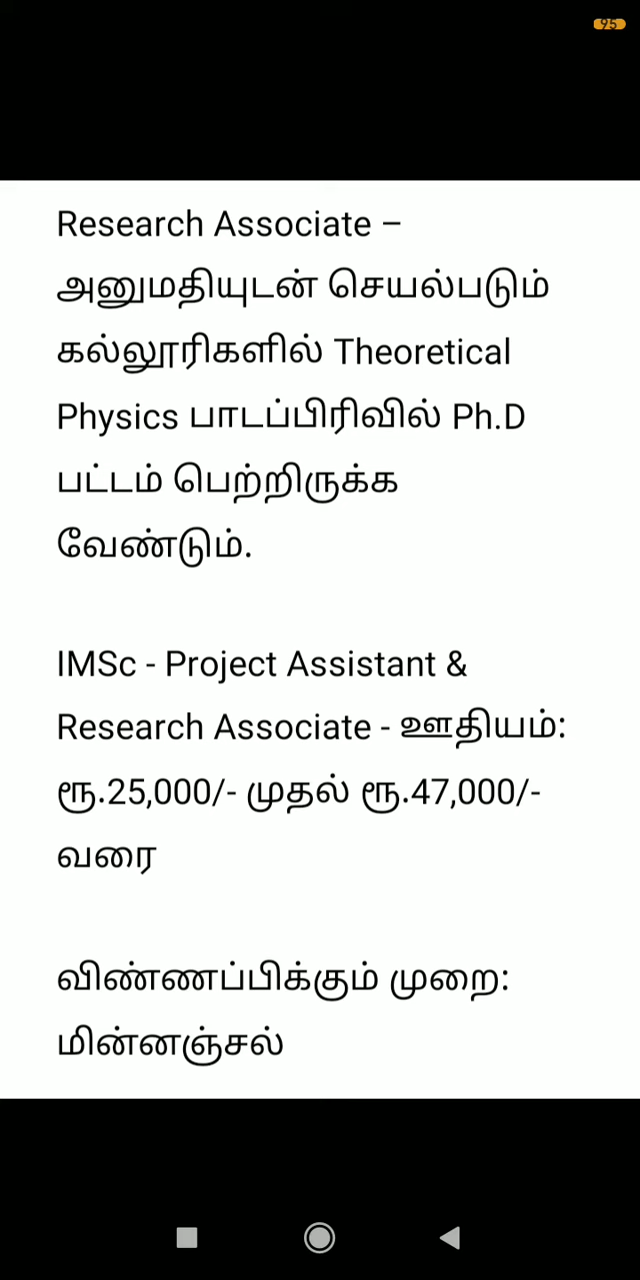 95
Research Associate –
அனுமதியுடன் செயல்படும்
கல்லூரிகளில் Theoretical
Physics பாடப்பிரிவில் Ph.D
பட்டம் பெற்றிருக்க
வேண்டும்.
IMSc - Project Assistant &
Research Associate - ஊதியம்:
ரூ.25,000/- முதல் ரூ.47,000/-
வரை
விண்ணப்பிக்கும் முறை:
மின்னஞ்சல்